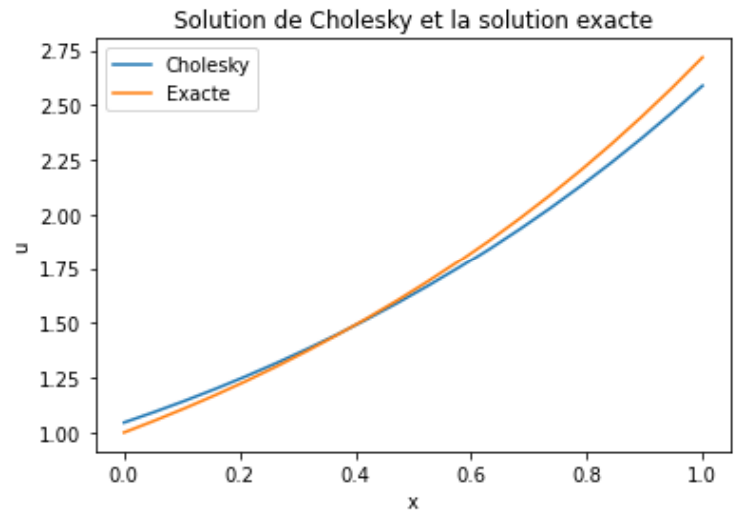 Solution de Cholesky et la solution exacte
Cholesky
Exacte
2.75
2.50
2.25
2.00
1.75
1.50
1.25
1.00
u
0.0 0.2 0.4 0.6 0.8 1.0
x